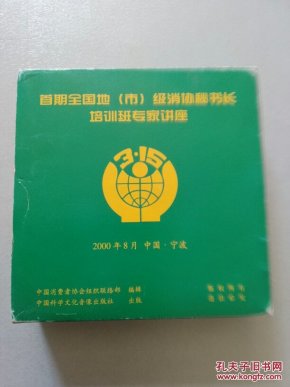 首期全国地（市）级消协秘书长
培训班专家讲座
3·15
2000年8月 中国·宁波
中国消费者协会组织联络部 编辑
中国科学文化音像出版社 出版
孔夫子旧书网